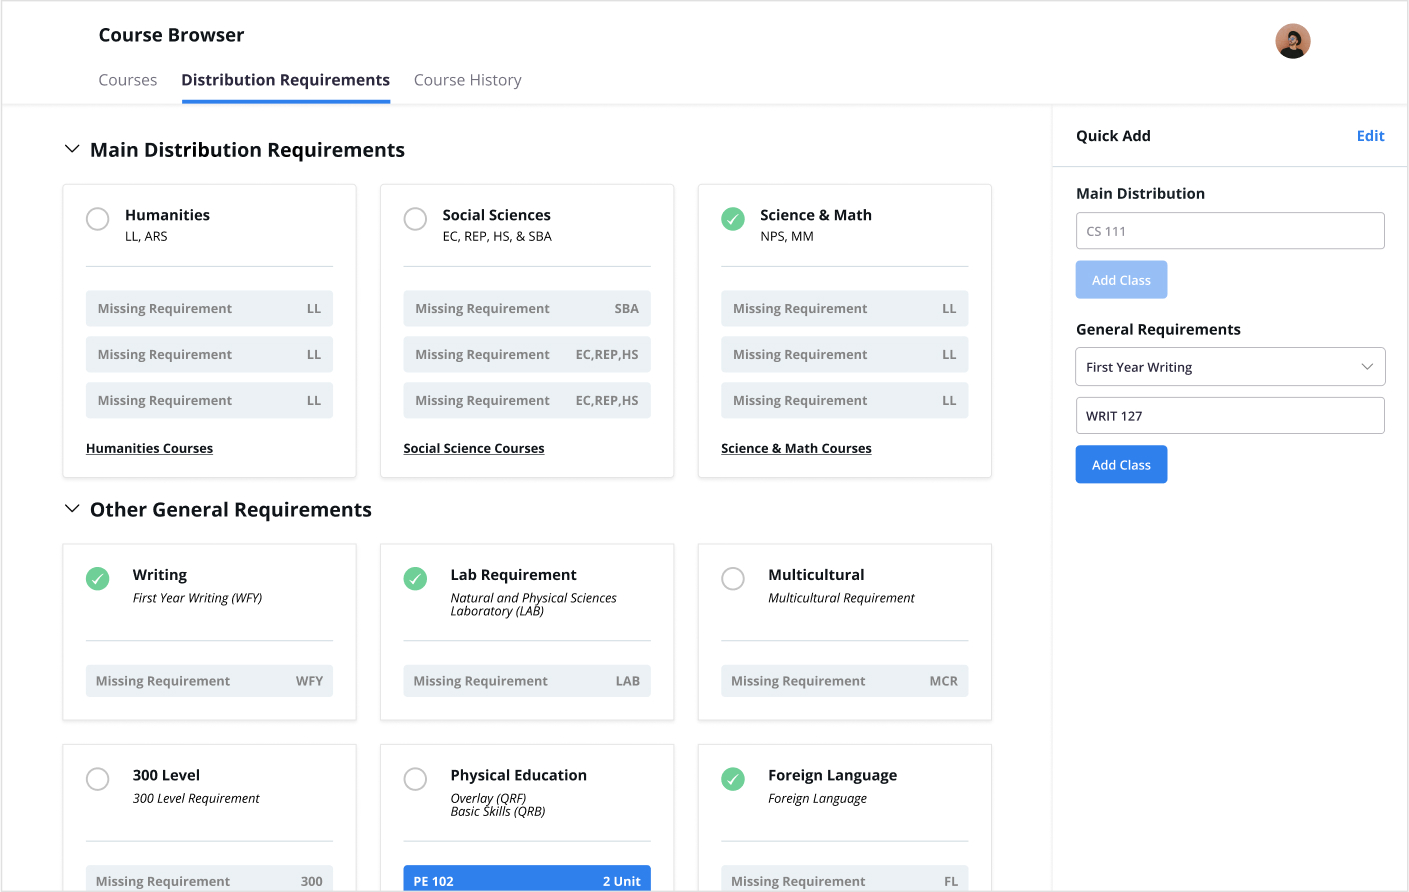 Course Browser
Courses
Distribution Requirements
Course History
Main Distribution Requirements
Humanities
LL, ARS
Missing Requirement LL
Missing Requirement LL
Missing Requirement LL
Humanities Courses
Social Sciences
EC, REP, HS, & SBA
Missing Requirement SBA
Missing Requirement EC,REP,HS
Missing Requirement EC,REP,HS
Social Science Courses
Science & Math
NPS, MM
Missing Requirement LL
Missing Requirement LL
Missing Requirement LL
Science & Math Courses
Other General Requirements
Writing
First Year Writing (WFY)
Missing Requirement WFY
Lab Requirement
Natural and Physical Sciences
Laboratory (LAB)
Missing Requirement LAB
Multicultural
Multicultural Requirement
Missing Requirement MCR
300 Level
300 Level Requirement
Missing Requirement 300
Physical Education
Overlay (QRF)
Basic Skills (QRB)
PE 102 2 Unit
Foreign Language
Foreign Language
Missing Requirement FL
Quick Add
Edit
Main Distribution
CS 111
Add Class
General Requirements
First Year Writing
WRIT 127
Add Class